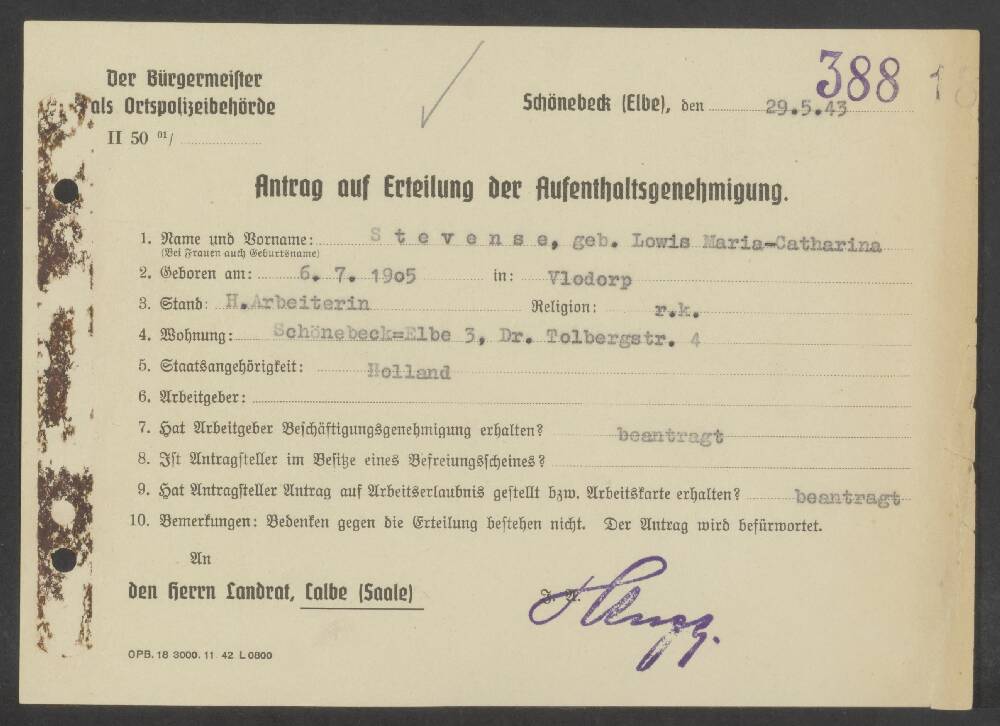 388 1
Der Bürgermeister
als Ortspolizeibehörde
II 50 01/
Schönebeck (Elbe), den 29.5.43
Antrag auf Erteilung der Aufenthaltsgenehmigung.
1. Name und Vorname: Stevense, geb. Lowis Maria-Catharina
(Bei Frauen auch Geburtsname)
2. Geboren am: 6. 7. 1905 in: Vlodorp
3. Stand: H.Arbeiterin Religion: r.k.
4. Wohnung: Schönebeck=Elbe 3, Dr. Tolbergstr. 4
5. Staatsangehörigkeit: Holland
6. Arbeitgeber:
7. Hat Arbeitgeber Beschäftigungsgenehmigung erhalten? beantragt
8. Ist Antragsteller im Besitze eines Befreiungsscheines?
9. Hat Antragsteller Antrag auf Arbeitserlaubnis gestellt bzw. Arbeitskarte erhalten? beantragt
10. Bemerkungen: Bedenken gegen die Erteilung bestehen nicht. Der Antrag wird befürwortet.
An
den Herrn Landrat, Calbe (Saale)
J. A.
OPB. 18 3000. 11. 42 L 0800